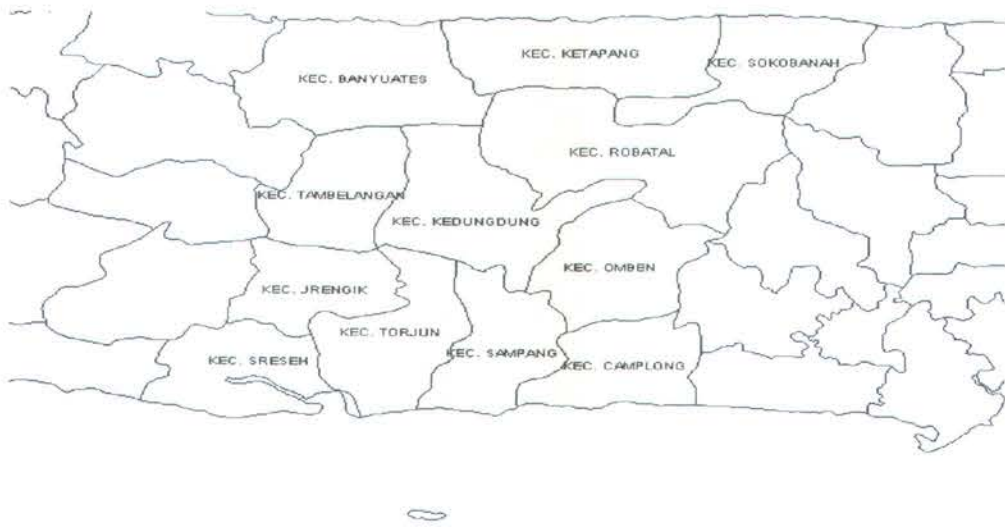 KEC. KETAPANG
KEC. SOKOBANAH
KEC. BANYUATES
KEC. ROBATAL
KEC. TAMBELANGAN
KEC. KEDUNGDUNG
KEC. OMBEN
KEC. JRENGIK
KEC. TORJUN
KEC. SAMPANG
KEC. SRESEH
KEC. CAMPLONG